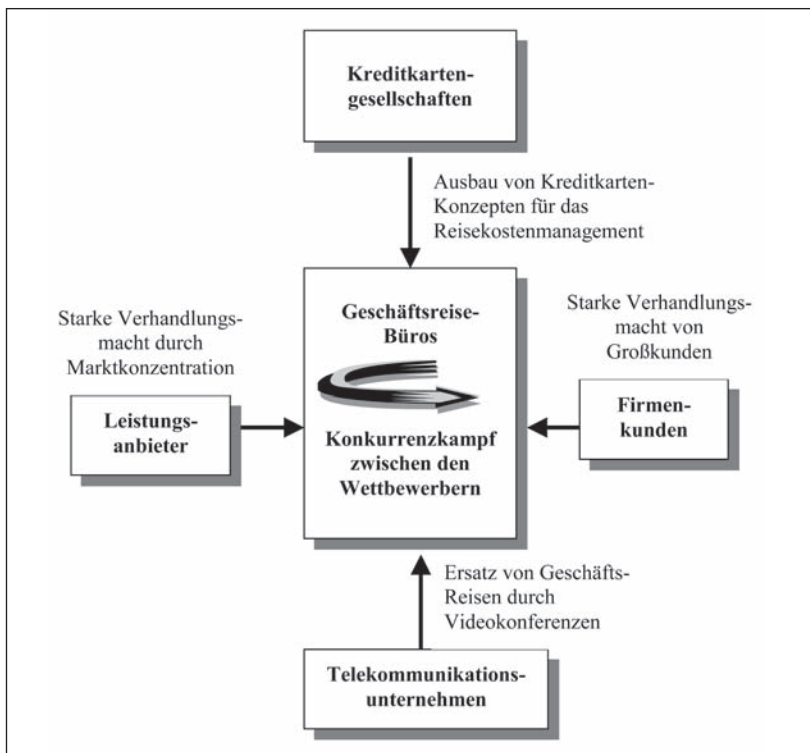 Kreditkarten-
gesellschaften
Ausbau von Kreditkarten-
Konzepten für das
Reisekostenmanagement
Starke Verhandlungs-
macht durch
Marktkonzentration
Leistungs-
anbieter
Geschäftsreise-
Büros
Konkurrenzkampf
zwischen den
Wettbewerbern
Starke Verhandlungs-
macht von
Großkunden
Firmen-
kunden
Ersatz von Geschäfts-
Reisen durch
Videokonferenzen
Telekommunikations-
unternehmen